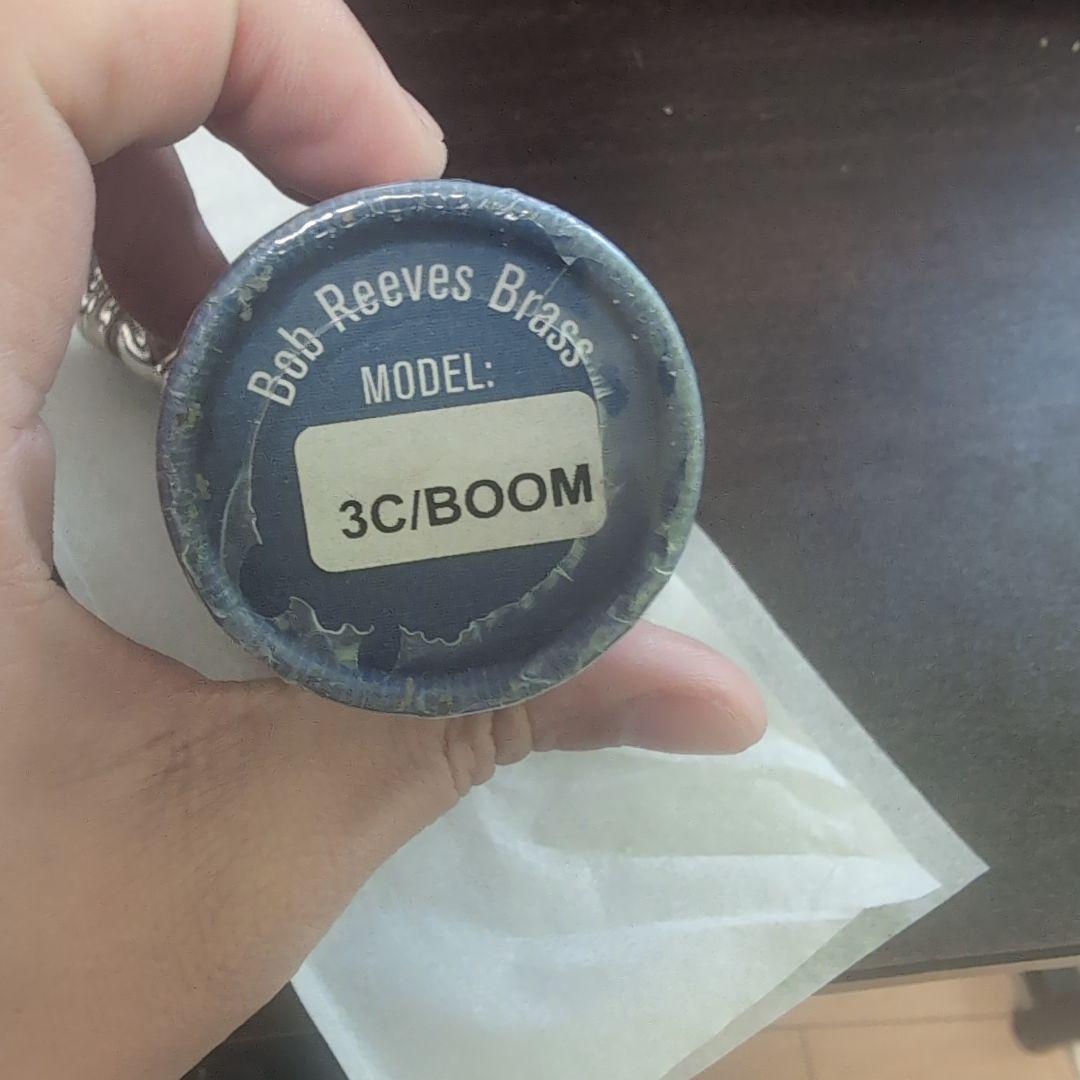 Bob Reeves Brass
MODEL:
3C/BOOM